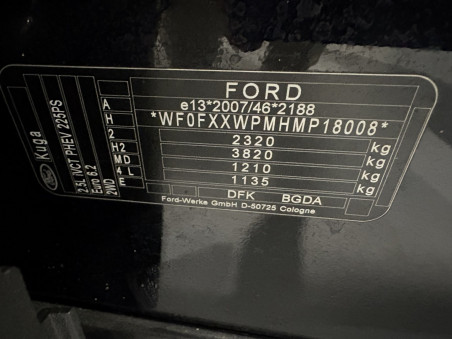 FORD
e13*2007/46*2188
*WF0FXXWPMHMP18008*
2320 kg
3820 kg
1210 kg
1135 kg
DFK BGDA
Ford-Werke GmbH D-50725 Cologne
Ford
Kuga
2.5L iVCT PHEV 225PS
Euro 6.2
2WD
A
H
2
H2
MD
4 L
E